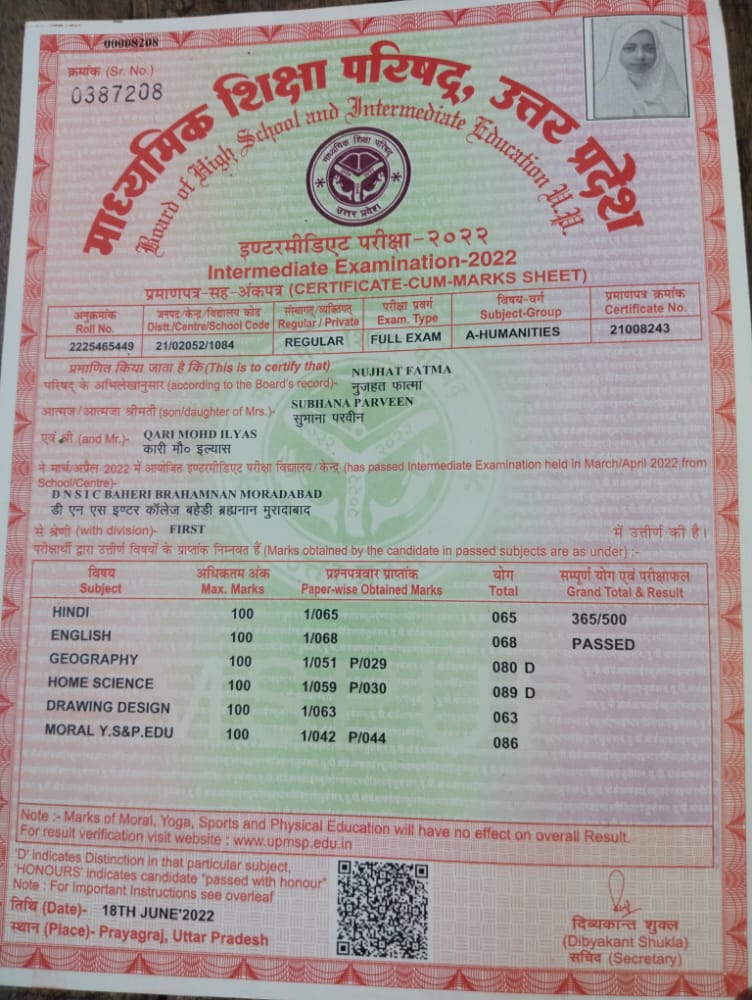 00008208
क्रमांक (Sr. No.)
0387208
माध्यमिक शिक्षा परिषद्, उत्तर प्रदेश
Board of High School and Intermediate Education U.P.
माध्यमिक शिक्षा परिषद्
उत्तर प्रदेश
इण्टरमीडिएट परीक्षा-२०२२
Intermediate Examination-2022
प्रमाणपत्र-सह-अंकपत्र (CERTIFICATE-CUM-MARKS SHEET)
अनुक्रमांक जनपद/केन्द्र/विद्यालय कोड संस्थागत/व्यक्तिगत परीक्षा प्रवर्ग विषय-वर्ग प्रमाणपत्र क्रमांक
Roll No. Distt./Centre/School Code Regular / Private Exam. Type Subject-Group Certificate No.
2225465449 21/02052/1084 REGULAR FULL EXAM A-HUMANITIES 21008243
प्रमाणित किया जाता है कि (This is to certify that) NUJHAT FATMA
परिषद् के अभिलेखानुसार (according to the Board's record)- नुजहत फात्मा
आत्मज/आत्मजा श्रीमती (son/daughter of Mrs.)- SUBHANA PARVEEN
सुमाना परवीन
एवं श्री (and Mr.)- QARI MOHD ILYAS
कारी मौ० इल्यास
ने मार्च/अप्रैल 2022 में आयोजित इण्टरमीडिएट परीक्षा विद्यालय/केन्द्र (has passed Intermediate Examination held in March/April 2022 from
School/Centre)-
D N S I C BAHERI BRAHAMNAN MORADABAD
डी एन एस इण्टर कॉलेज बहेडी ब्रह्मनान मुरादाबाद
से श्रेणी (with division)- FIRST में उत्तीर्ण की है।
परीक्षार्थी द्वारा उत्तीर्ण विषयों के प्राप्तांक निम्नवत हैं (Marks obtained by the candidate in passed subjects are as under) :-
विषय अधिकतम अंक प्रश्नपत्रवार प्राप्तांक योग सम्पूर्ण योग एवं परीक्षाफल
Subject Max. Marks Paper-wise Obtained Marks Total Grand Total & Result
HINDI 100 1/065 065 365/500
ENGLISH 100 1/068 068 PASSED
GEOGRAPHY 100 1/051 P/029 080 D
HOME SCIENCE 100 1/059 P/030 089 D
DRAWING DESIGN 100 1/063 063
MORAL Y.S&P.EDU 100 1/042 P/044 086
Note :- Marks of Moral, Yoga, Sports and Physical Education will have no effect on overall Result.
For result verification visit website : www.upmsp.edu.in
'D' indicates Distinction in that particular subject,
'HONOURS' indicates candidate "passed with honour"
Note : For Important Instructions see overleaf
तिथि (Date)- 18TH JUNE'2022
स्थान (Place)- Prayagraj, Uttar Pradesh
दिब्यकान्त शुक्ल
(Dibyakant Shukla)
सचिव (Secretary)